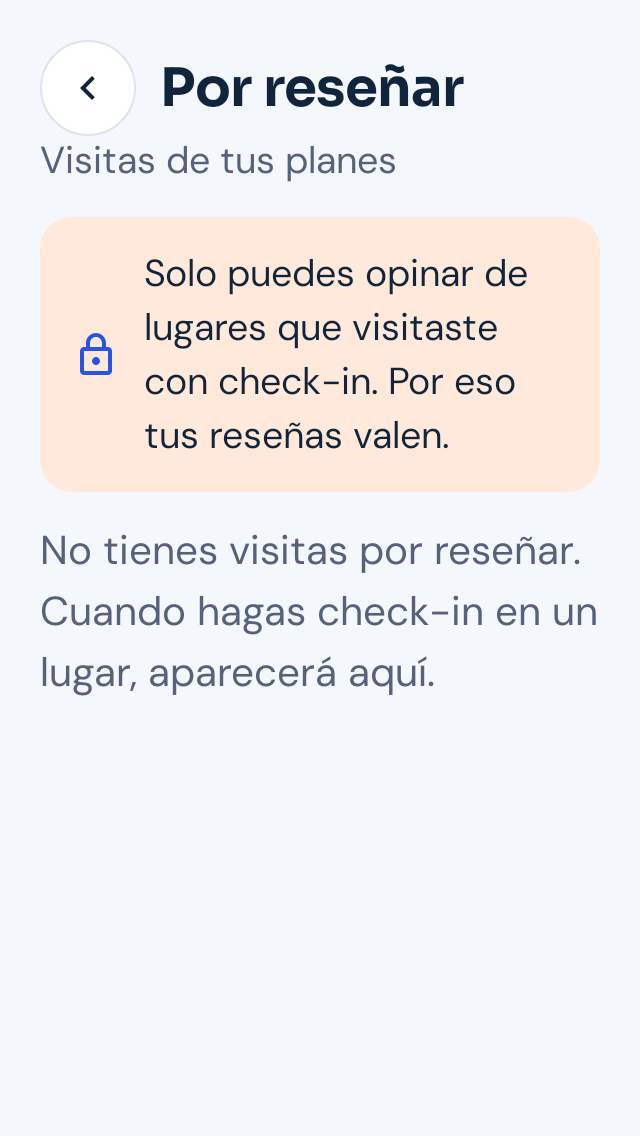 Por reseñar
Visitas de tus planes
Solo puedes opinar de
lugares que visitaste
con check-in. Por eso
tus reseñas valen.
No tienes visitas por reseñar.
Cuando hagas check-in en un
lugar, aparecerá aquí.